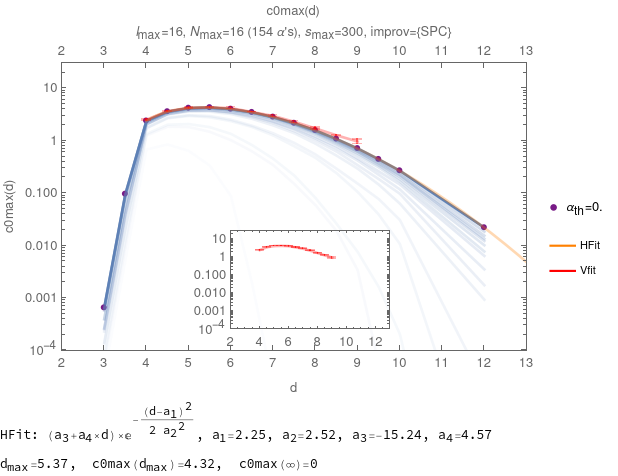 c0max(d)
lmax=16, Nmax=16 (154 α's), smax=300, improv={SPC}
2 3 4 5 6 7 8 9 10 11 12 13
10
1
0.100
0.010
0.001
10⁻⁴
c0max(d)
2 3 4 5 6 7 8 9 10 11 12 13
d
10
1
0.100
0.010
0.001
10⁻⁴
2 4 6 8 10 12
αth=0.
HFit
Vfit
HFit: (a₃+a₄×d)×e^(-(d-a₁)²/(2 a₂²)), a₁=2.25, a₂=2.52, a₃=-15.24, a₄=4.57
dmax=5.37, c0max(dmax)=4.32, c0max(∞)=0